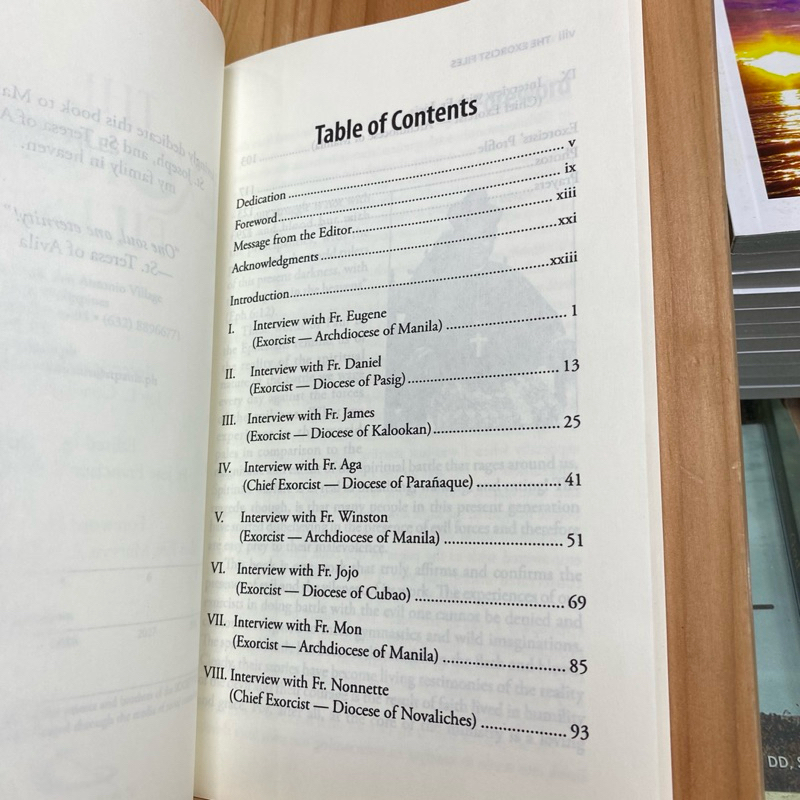 Table of Contents
Dedication ........ v
Foreword ........ ix
Message from the Editor ........ xiii
Acknowledgments ........ xxi
Introduction ........ xxiii
I. Interview with Fr. Eugene
(Exorcist — Archdiocese of Manila) ........ 1
II. Interview with Fr. Daniel
(Exorcist — Diocese of Pasig) ........ 13
III. Interview with Fr. James
(Exorcist — Diocese of Kalookan) ........ 25
IV. Interview with Fr. Aga
(Chief Exorcist — Diocese of Parañaque) ........ 41
V. Interview with Fr. Winston
(Exorcist — Archdiocese of Manila) ........ 51
VI. Interview with Fr. Jojo
(Exorcist — Diocese of Cubao) ........ 69
VII. Interview with Fr. Mon
(Exorcist — Archdiocese of Manila) ........ 85
VIII. Interview with Fr. Nonnette
(Chief Exorcist — Diocese of Novaliches) ........ 93
DD, S